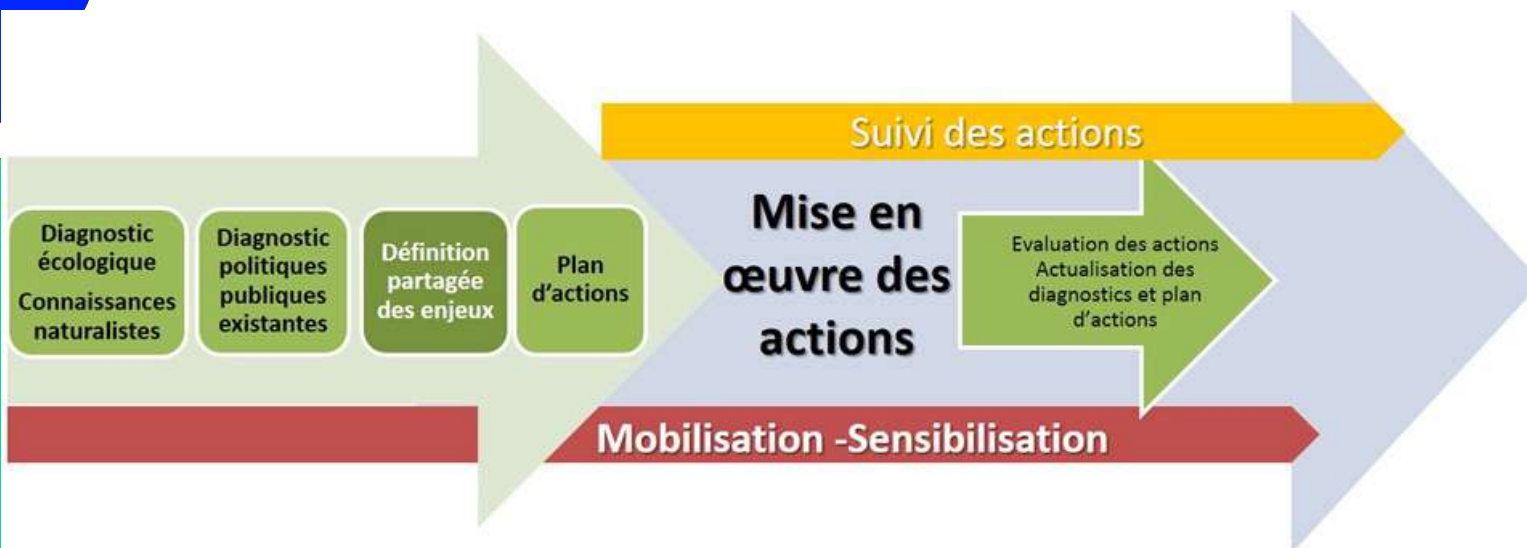 Suivi des actions
Diagnostic
écologique
Connaissances
naturalistes
Diagnostic
politiques
publiques
existantes
Définition
partagée
des enjeux
Plan
d'actions
Mise en
œuvre des
actions
Evaluation des actions
Actualisation des
diagnostics et plan
d'actions
Mobilisation -Sensibilisation